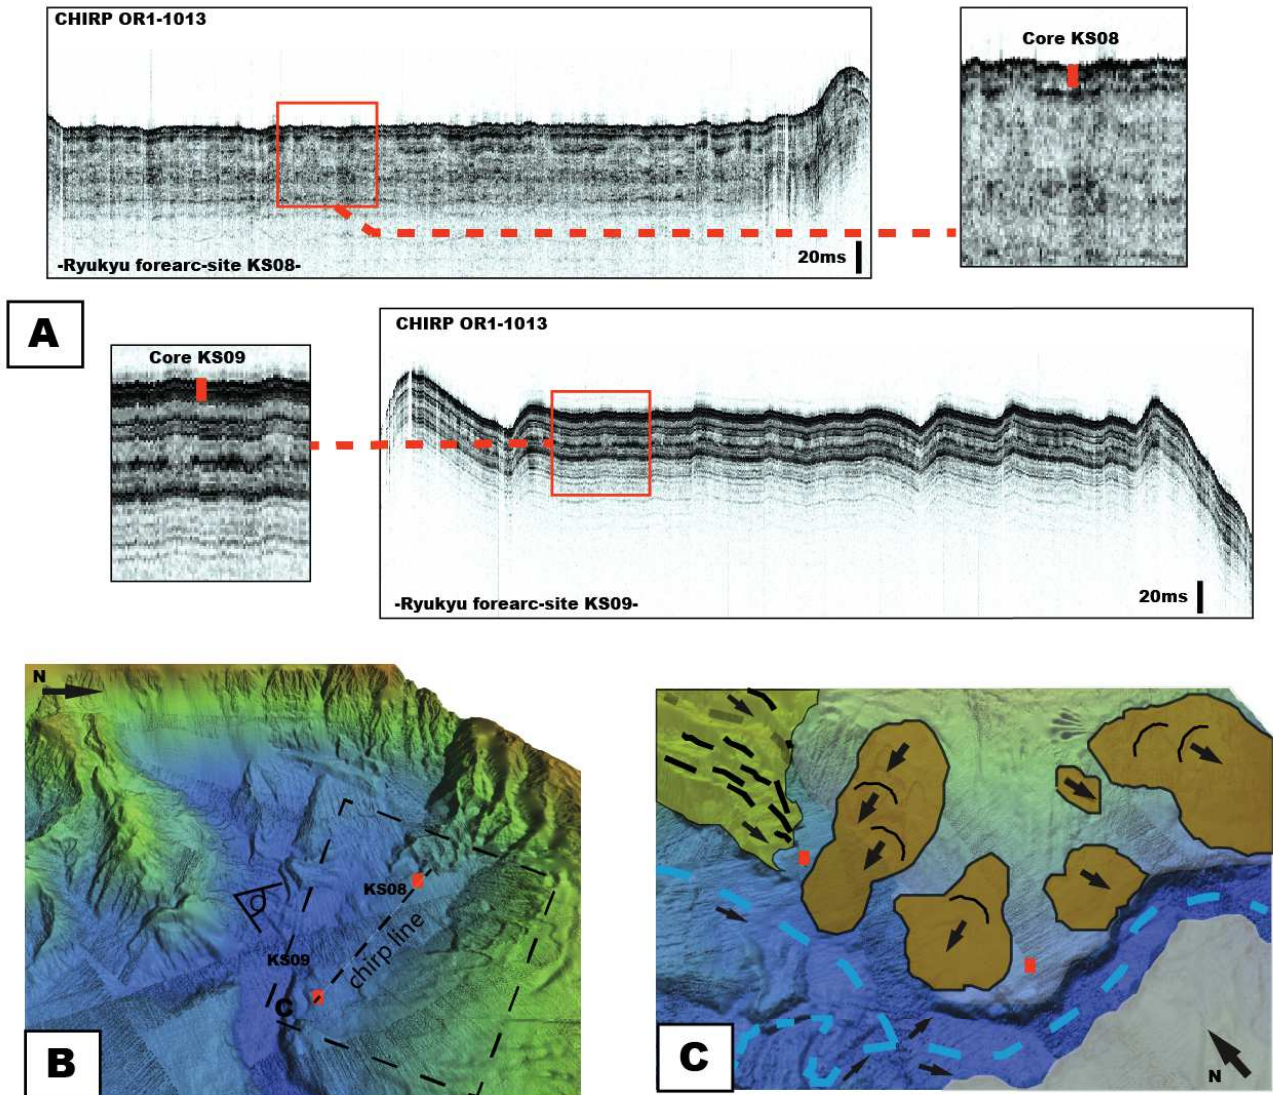 CHIRP OR1-1013
-Ryukyu forearc-site KS08-
20ms
Core KS08
A
Core KS09
CHIRP OR1-1013
-Ryukyu forearc-site KS09-
20ms
N
KS08
chirp line
KS09
C
B
C
N